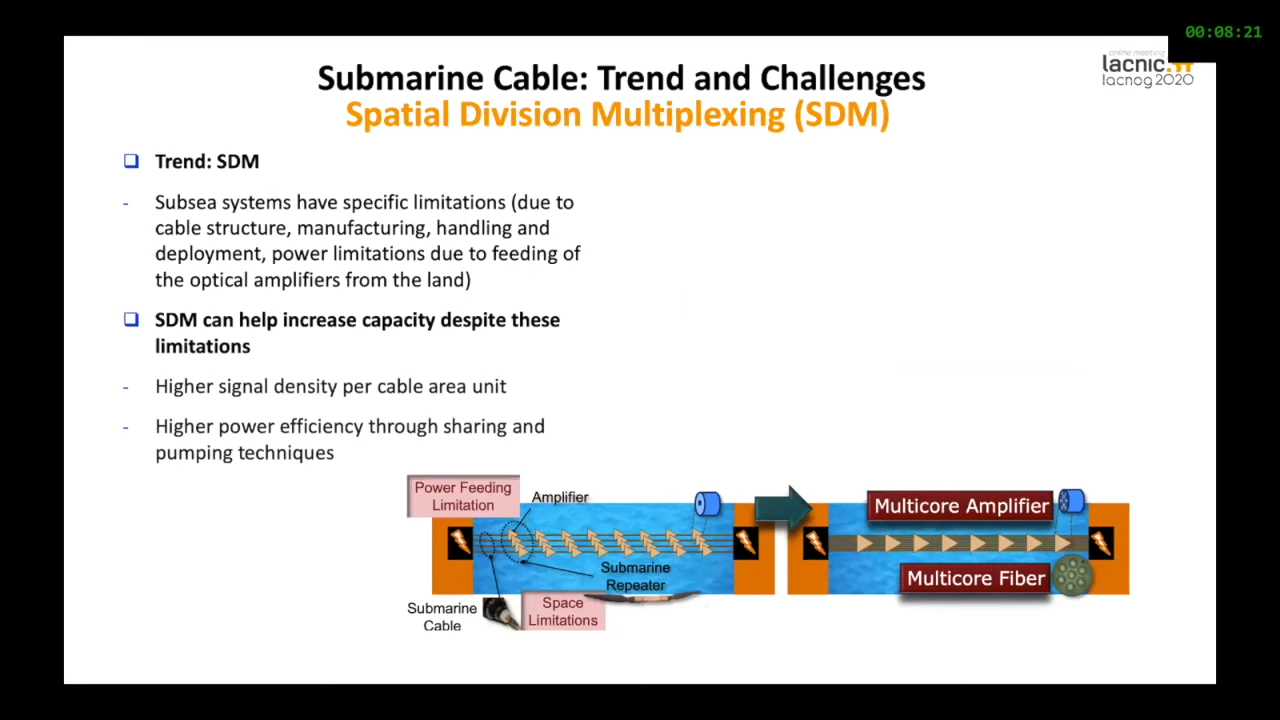 00:08:21
online meeting
lacnic
lacnog 2020
Submarine Cable: Trend and Challenges
Spatial Division Multiplexing (SDM)
❑ Trend: SDM
- Subsea systems have specific limitations (due to
cable structure, manufacturing, handling and
deployment, power limitations due to feeding of
the optical amplifiers from the land)
❑ SDM can help increase capacity despite these
limitations
- Higher signal density per cable area unit
- Higher power efficiency through sharing and
pumping techniques
Power Feeding
Limitation
Amplifier
Submarine
Repeater
Submarine
Cable
Space
Limitations
Multicore Amplifier
Multicore Fiber